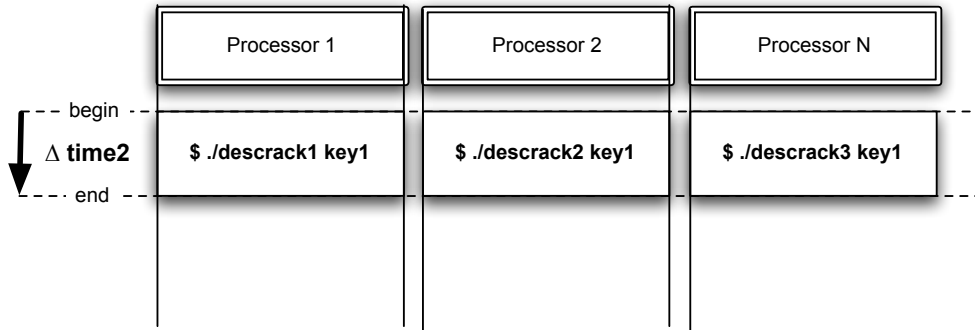 Processor 1
Processor 2
Processor N
begin
Δ time2
$ ./descrack1 key1
$ ./descrack2 key1
$ ./descrack3 key1
end